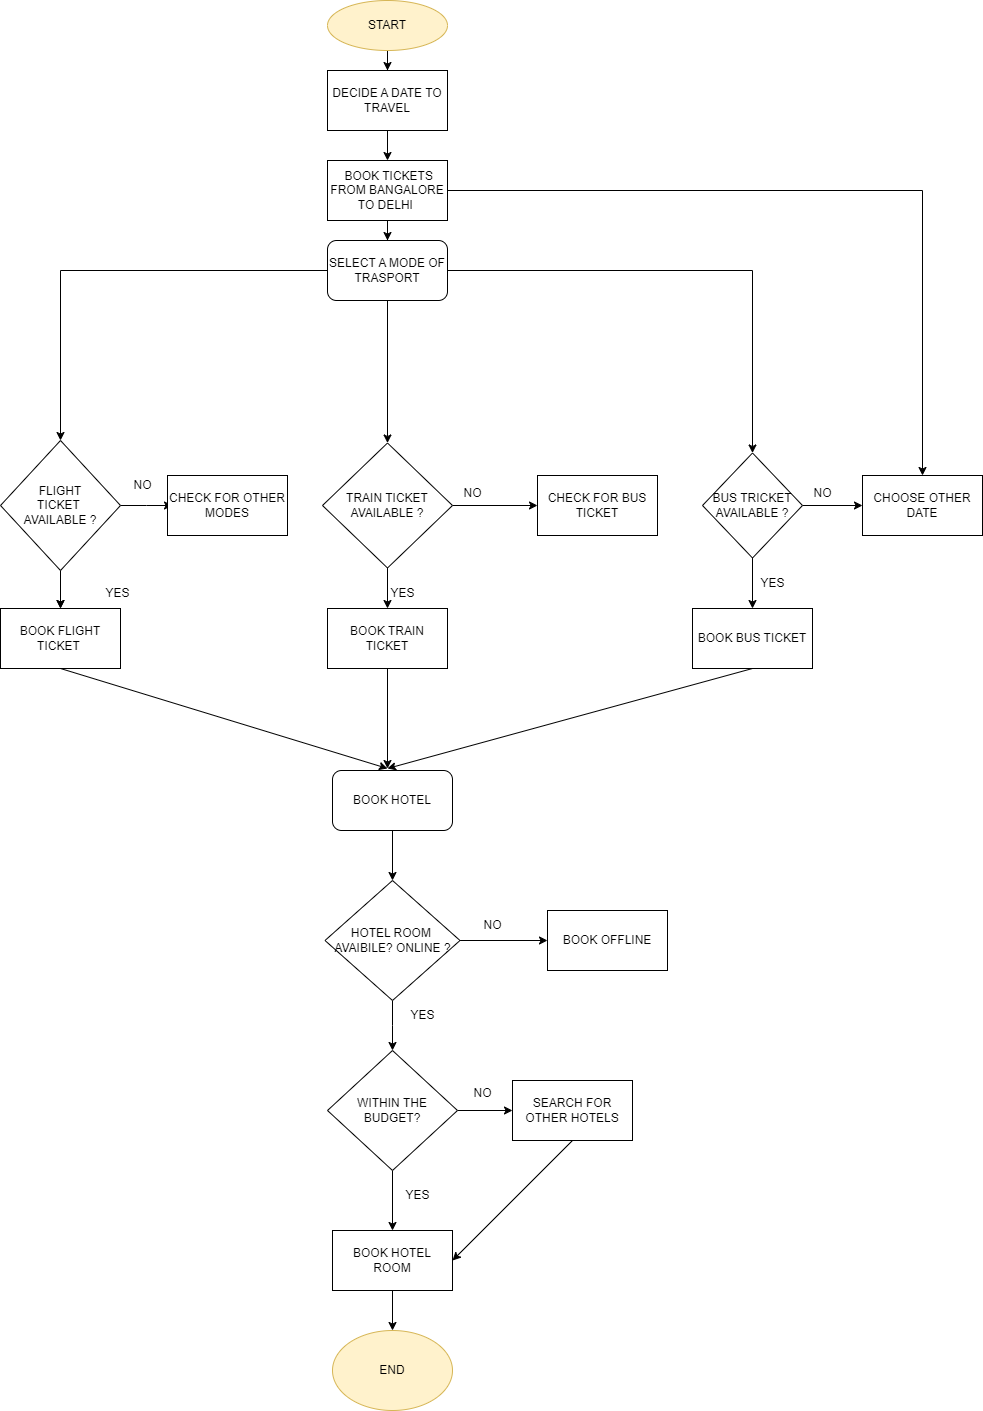 START
DECIDE A DATE TO
TRAVEL
BOOK TICKETS
FROM BANGALORE
TO DELHI
SELECT A MODE OF
TRASPORT
FLIGHT
TICKET
AVAILABLE ?
NO
CHECK FOR OTHER
MODES
TRAIN TICKET
AVAILABLE ?
NO
CHECK FOR BUS
TICKET
BUS TRICKET
AVAILABLE ?
NO
CHOOSE OTHER
DATE
YES
YES
YES
BOOK FLIGHT
TICKET
BOOK TRAIN
TICKET
BOOK BUS TICKET
BOOK HOTEL
HOTEL ROOM
AVAIBILE? ONLINE ?
NO
BOOK OFFLINE
YES
WITHIN THE
BUDGET?
NO
SEARCH FOR
OTHER HOTELS
YES
BOOK HOTEL
ROOM
END